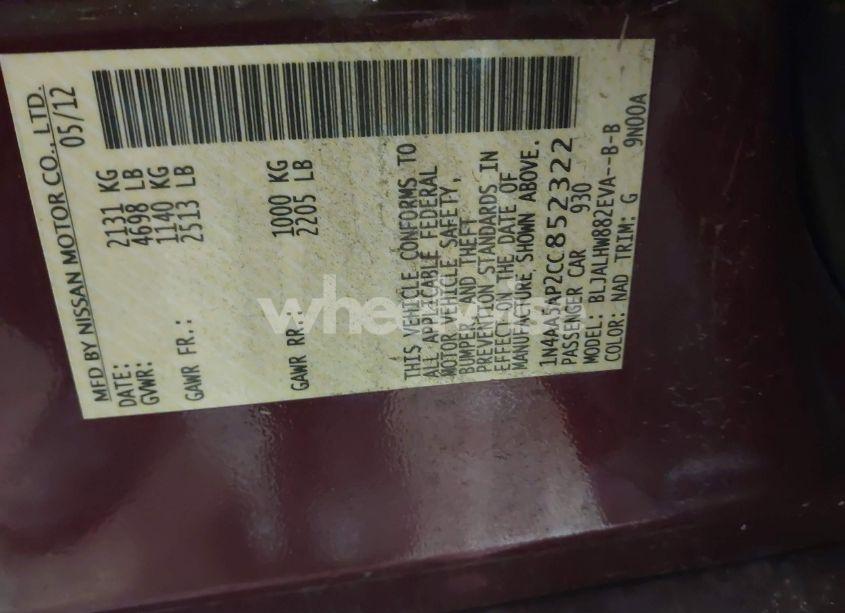 MFD BY NISSAN MOTOR CO., LTD.
DATE: 05/12
GVWR: 2131 KG
4698 LB
GAWR FR.: 1140 KG
2513 LB
GAWR RR.: 1000 KG
2205 LB
THIS VEHICLE CONFORMS TO
ALL APPLICABLE FEDERAL
MOTOR VEHICLE SAFETY,
BUMPER, AND THEFT
PREVENTION STANDARDS IN
EFFECT ON THE DATE OF
MANUFACTURE SHOWN ABOVE.
1N4AA5AP2CC852322
PASSENGER CAR 930
MODEL: BLJALHW882EVA--B-B
COLOR: NAD TRIM: G 9N00A